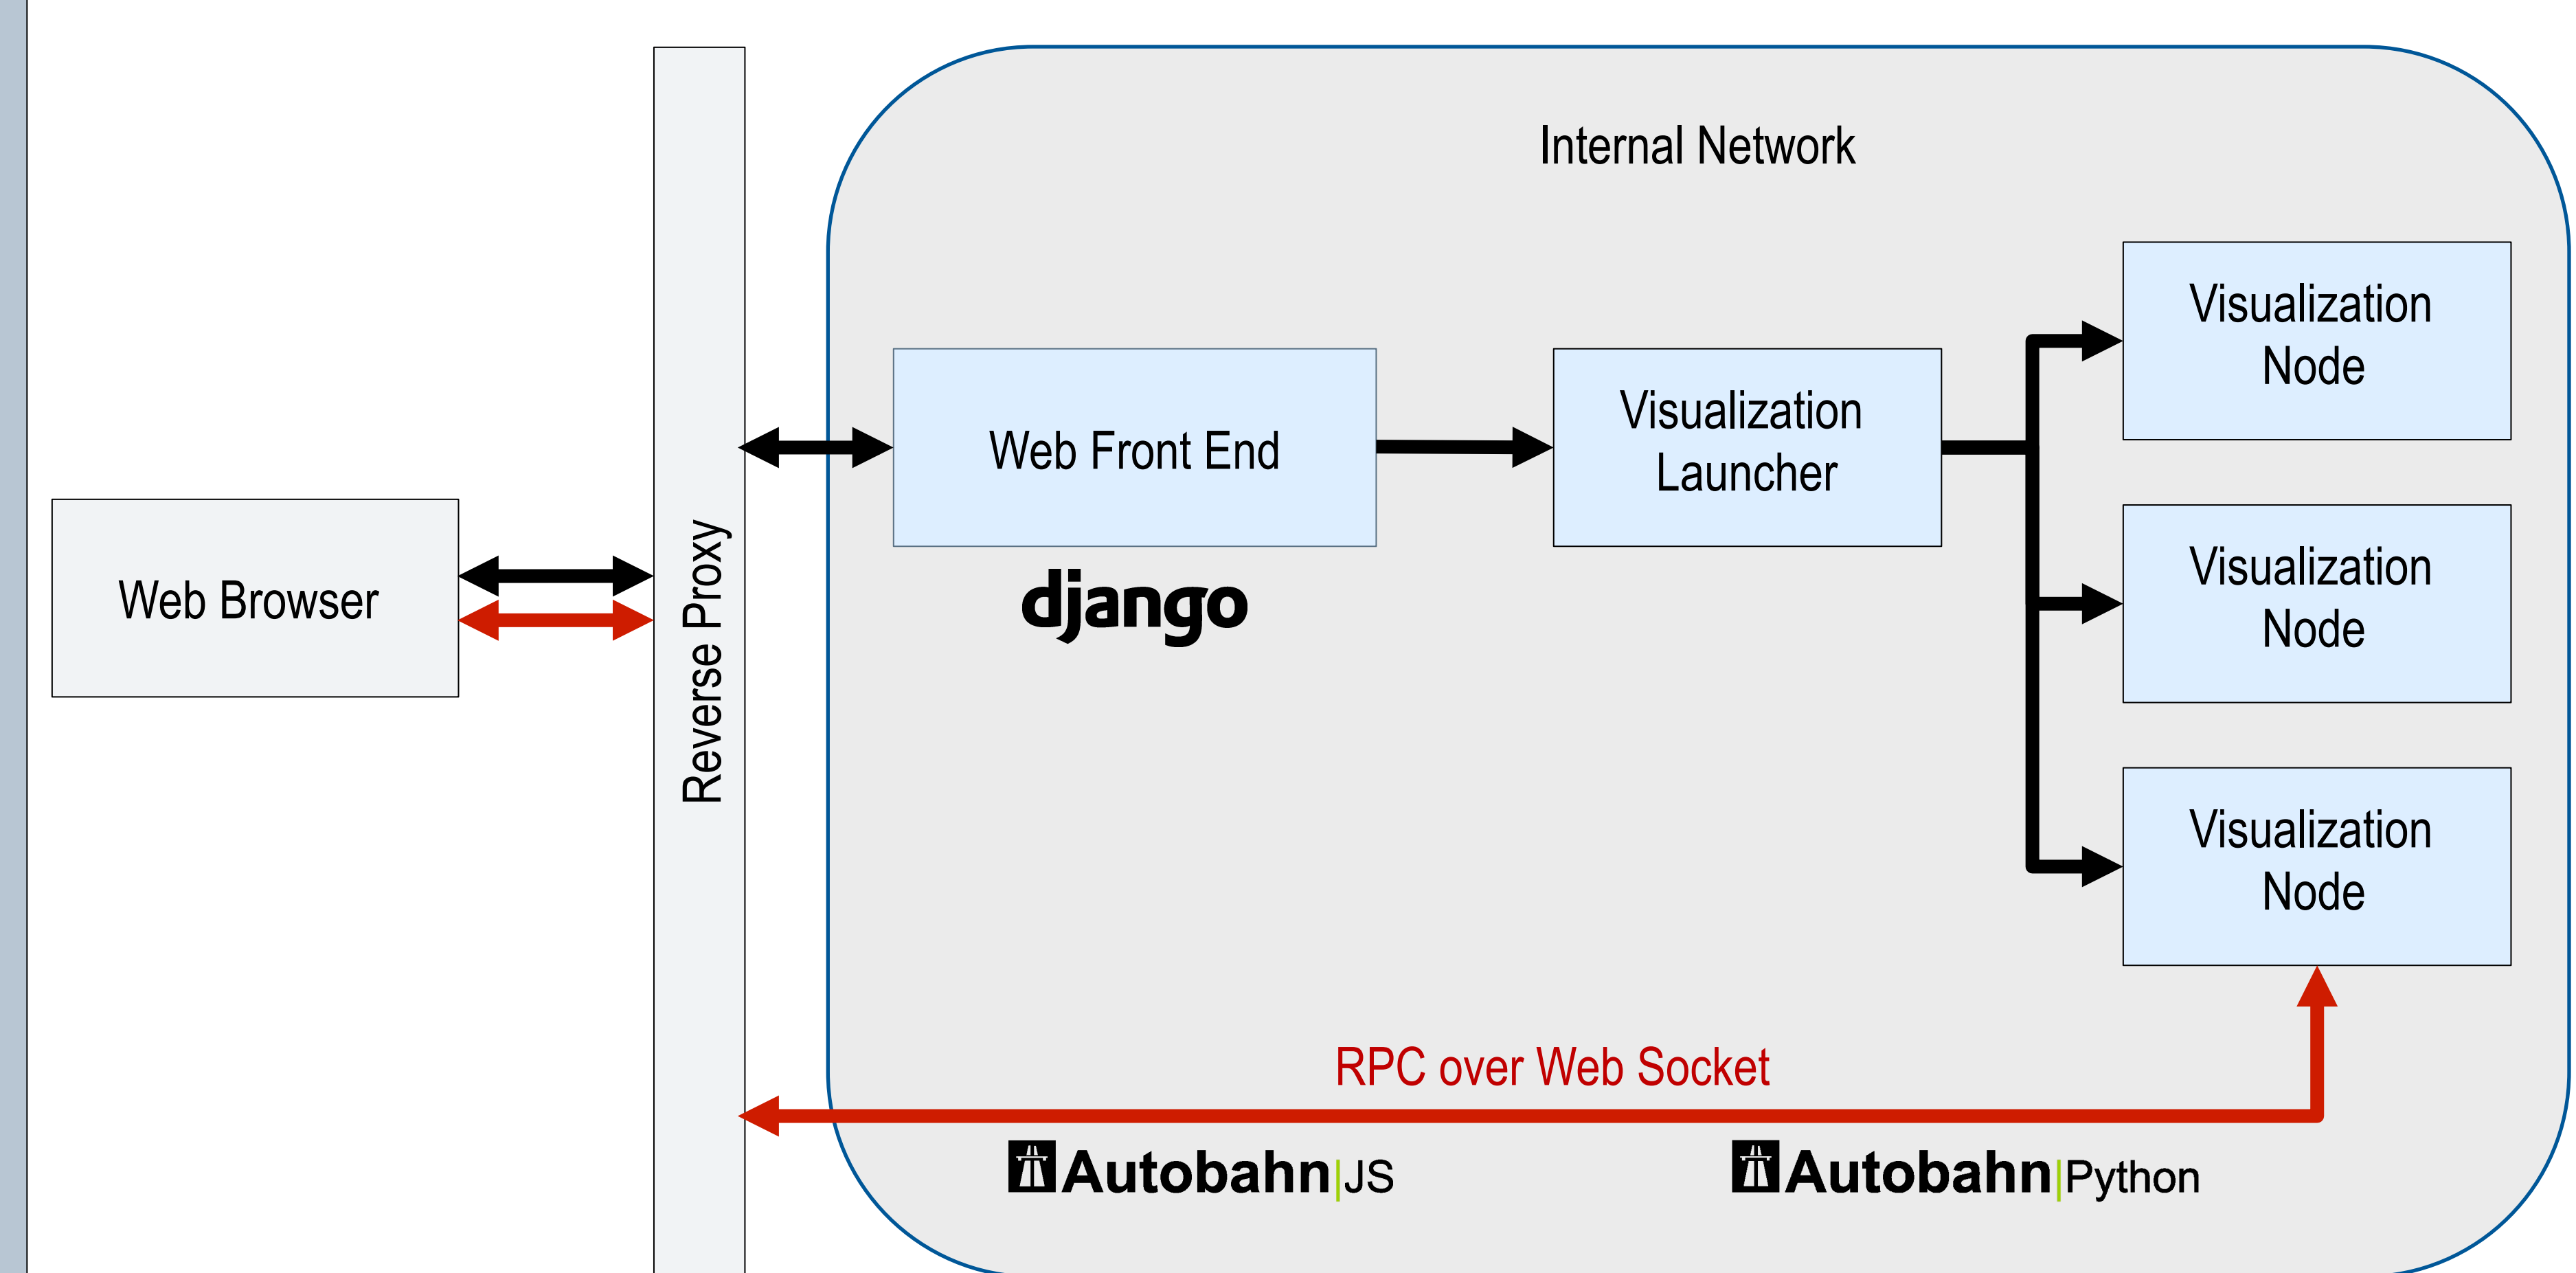 Internal Network
Visualization
Node
Web Front End
Visualization
Launcher
django
Web Browser
Reverse Proxy
Visualization
Node
Visualization
Node
RPC over Web Socket
Autobahn|JS
Autobahn|Python